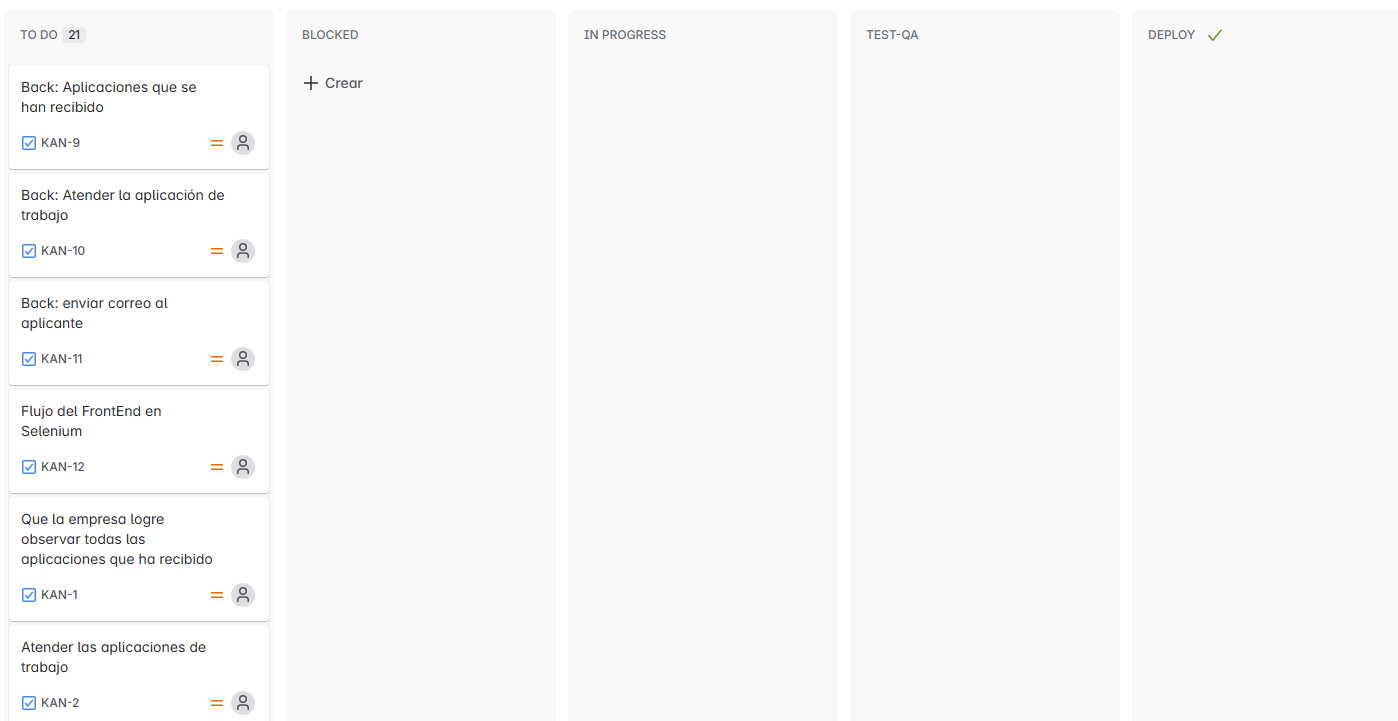 TO DO 21
Back: Aplicaciones que se
han recibido
KAN-9
Back: Atender la aplicación de
trabajo
KAN-10
Back: enviar correo al
aplicante
KAN-11
Flujo del FrontEnd en
Selenium
KAN-12
Que la empresa logre
observar todas las
aplicaciones que ha recibido
KAN-1
Atender las aplicaciones de
trabajo
KAN-2
BLOCKED
Crear
IN PROGRESS
TEST-QA
DEPLOY